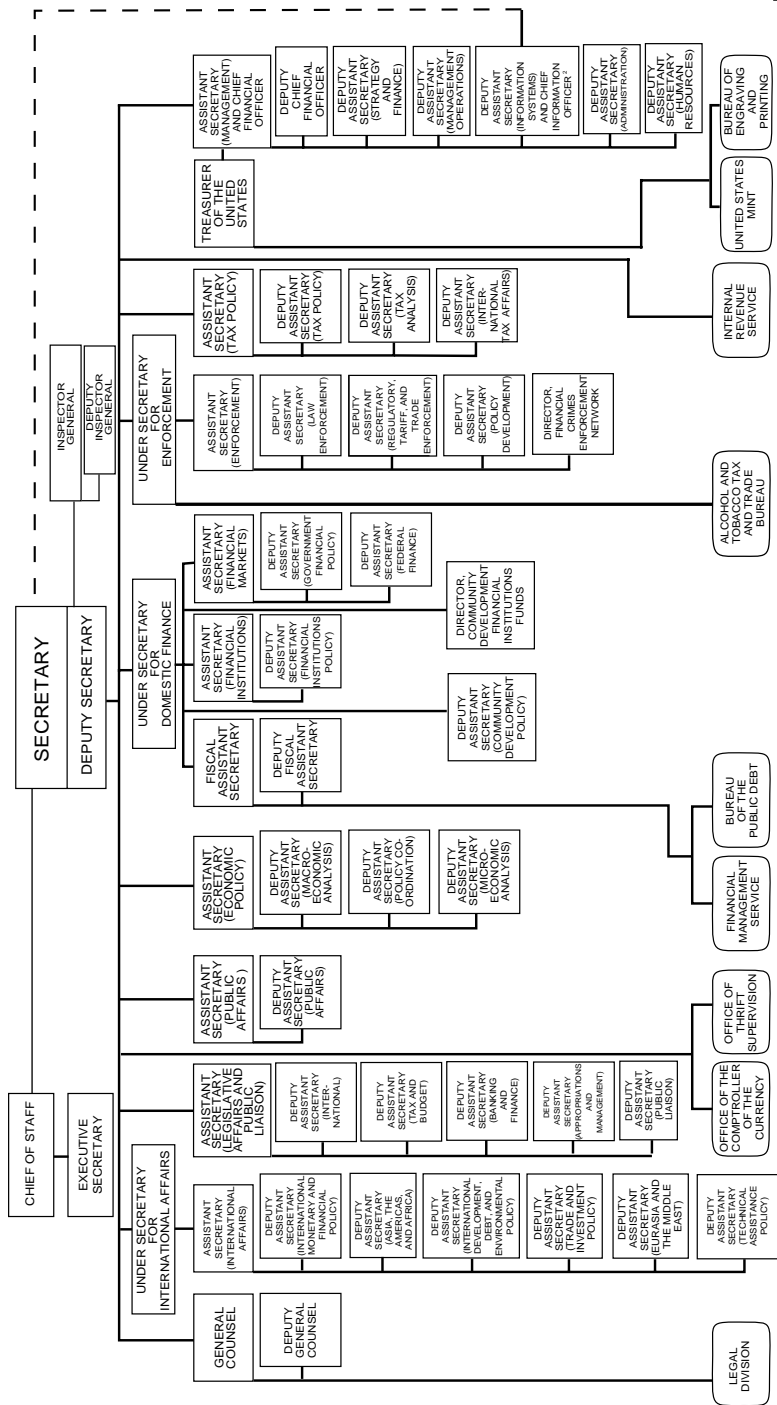 SECRETARY
DEPUTY SECRETARY
CHIEF OF STAFF
EXECUTIVE
SECRETARY
INSPECTOR
GENERAL
DEPUTY
INSPECTOR
GENERAL
GENERAL
COUNSEL
DEPUTY
GENERAL
COUNSEL
LEGAL
DIVISION
UNDER SECRETARY
FOR
INTERNATIONAL AFFAIRS
ASSISTANT
SECRETARY
(INTERNATIONAL
AFFAIRS)
DEPUTY
ASSISTANT
SECRETARY
(INTERNATIONAL
MONETARY AND
FINANCIAL
POLICY)
DEPUTY
ASSISTANT
SECRETARY
(ASIA, THE
AMERICAS,
AND AFRICA)
DEPUTY
ASSISTANT
SECRETARY
(INTERNATIONAL
DEVELOPMENT,
DEBT AND
ENVIRONMENTAL
POLICY)
DEPUTY
ASSISTANT
SECRETARY
(TRADE AND
INVESTMENT
POLICY)
DEPUTY
ASSISTANT
SECRETARY
(EURASIA AND
THE MIDDLE
EAST)
DEPUTY
ASSISTANT
SECRETARY
(TECHNICAL
ASSISTANCE
POLICY)
ASSISTANT
SECRETARY
(LEGISLATIVE
AFFAIRS AND
PUBLIC
LIAISON)
DEPUTY
ASSISTANT
SECRETARY
(INTER-
NATIONAL)
DEPUTY
ASSISTANT
SECRETARY
(TAX AND
BUDGET)
DEPUTY
ASSISTANT
SECRETARY
(BANKING
AND
FINANCE)
DEPUTY
ASSISTANT
SECRETARY
(APPROPRIATIONS
AND
MANAGEMENT)
DEPUTY
ASSISTANT
SECRETARY
(PUBLIC
LIAISON)
OFFICE OF THE
COMPTROLLER
OF THE
CURRENCY
OFFICE OF
THRIFT
SUPERVISION
ASSISTANT
SECRETARY
(PUBLIC
AFFAIRS )
DEPUTY
ASSISTANT
SECRETARY
(PUBLIC
AFFAIRS)
ASSISTANT
SECRETARY
(ECONOMIC
POLICY)
DEPUTY
ASSISTANT
SECRETARY
(MACRO-
ECONOMIC
ANALYSIS)
DEPUTY
ASSISTANT
SECRETARY
(POLICY CO-
ORDINATION)
DEPUTY
ASSISTANT
SECRETARY
(MICRO-
ECONOMIC
ANALYSIS)
UNDER SECRETARY
FOR
DOMESTIC FINANCE
FISCAL
ASSISTANT
SECRETARY
DEPUTY
FISCAL
ASSISTANT
SECRETARY
FINANCIAL
MANAGEMENT
SERVICE
BUREAU
OF THE
PUBLIC DEBT
DEPUTY
ASSISTANT
SECRETARY
(COMMUNITY
DEVELOPMENT
POLICY)
ASSISTANT
SECRETARY
(FINANCIAL
INSTITUTIONS)
DEPUTY
ASSISTANT
SECRETARY
(FINANCIAL
INSTITUTIONS
POLICY)
DIRECTOR,
COMMUNITY
DEVELOPMENT
FINANCIAL
INSTITUTIONS
FUNDS
ASSISTANT
SECRETARY
(FINANCIAL
MARKETS)
DEPUTY
ASSISTANT
SECRETARY
(GOVERNMENT
FINANCIAL
POLICY)
DEPUTY
ASSISTANT
SECRETARY
(FEDERAL
FINANCE)
UNDER SECRETARY
FOR
ENFORCEMENT
ASSISTANT
SECRETARY
(ENFORCEMENT)
DEPUTY
ASSISTANT
SECRETARY
(LAW
ENFORCEMENT)
DEPUTY
ASSISTANT
SECRETARY
(REGULATORY,
TARIFF, AND
TRADE
ENFORCEMENT)
DEPUTY
ASSISTANT
SECRETARY
(POLICY
DEVELOPMENT)
DIRECTOR,
FINANCIAL
CRIMES
ENFORCEMENT
NETWORK
ALCOHOL AND
TOBACCO TAX
AND TRADE
BUREAU
ASSISTANT
SECRETARY
(TAX POLICY)
DEPUTY
ASSISTANT
SECRETARY
(TAX POLICY)
DEPUTY
ASSISTANT
SECRETARY
(TAX
ANALYSIS)
DEPUTY
ASSISTANT
SECRETARY
(INTER-
NATIONAL
TAX AFFAIRS)
INTERNAL
REVENUE
SERVICE
TREASURER
OF THE
UNITED
STATES
UNITED STATES
MINT
BUREAU OF
ENGRAVING
AND
PRINTING
ASSISTANT
SECRETARY
(MANAGEMENT)
AND CHIEF
FINANCIAL
OFFICER
DEPUTY
CHIEF
FINANCIAL
OFFICER
DEPUTY
ASSISTANT
SECRETARY
(STRATEGY
AND
FINANCE)
DEPUTY
ASSISTANT
SECRETARY
(MANAGEMENT
OPERATIONS)
DEPUTY
ASSISTANT
SECRETARY
(INFORMATION
SYSTEMS)
AND CHIEF
INFORMATION
OFFICER²
DEPUTY
ASSISTANT
SECRETARY
(ADMINISTRATION)
DEPUTY
ASSISTANT
SECRETARY
(HUMAN
RESOURCES)